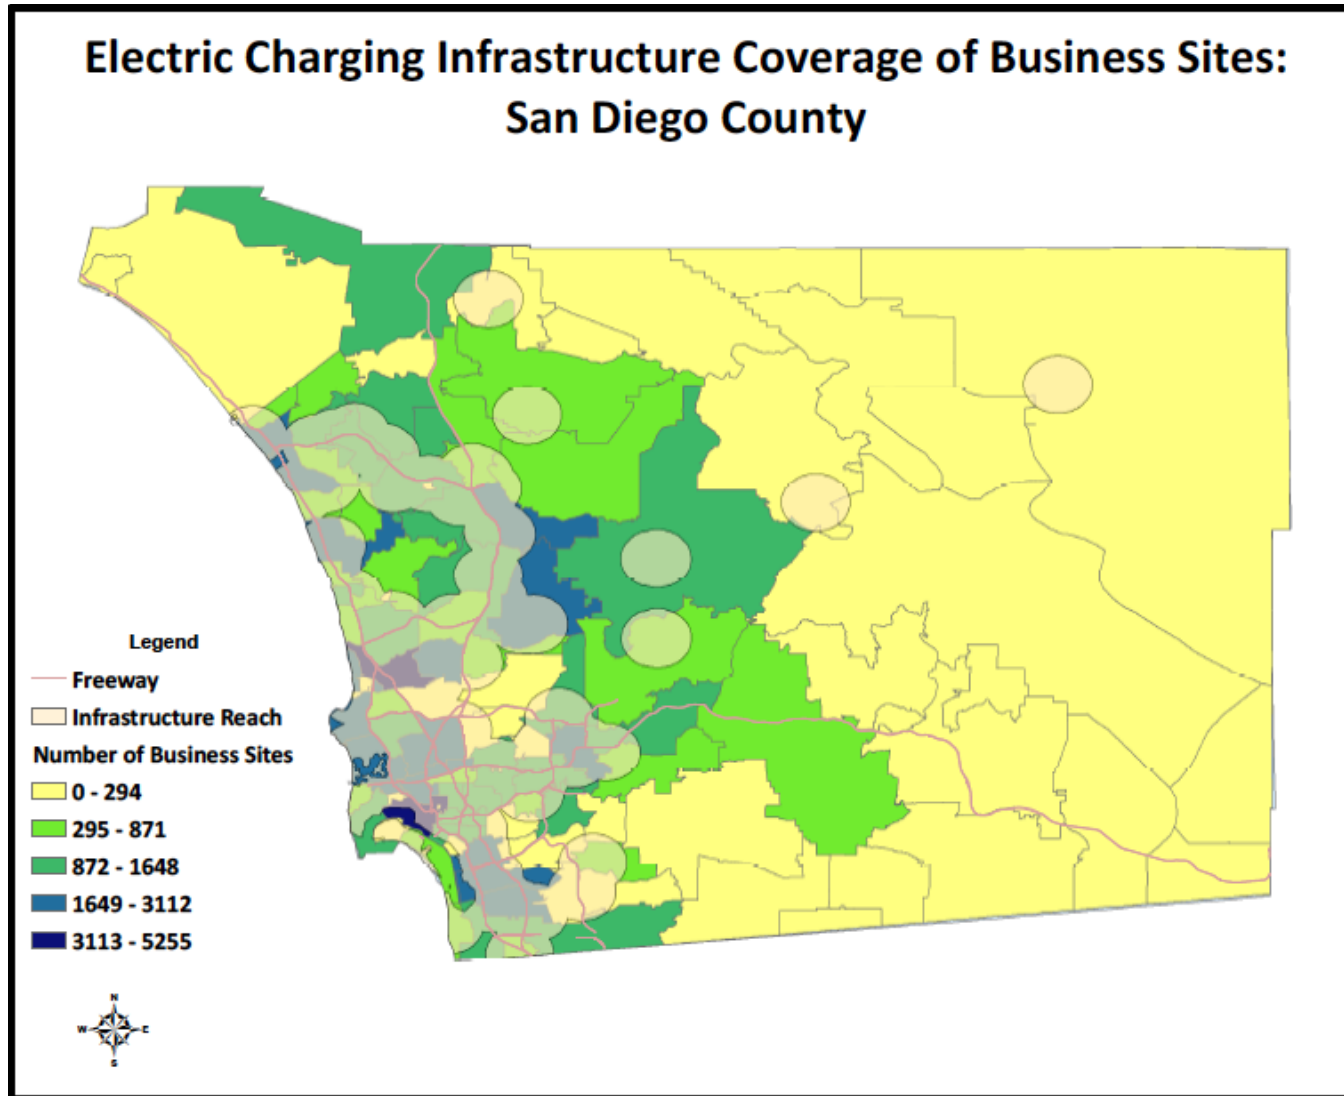 Electric Charging Infrastructure Coverage of Business Sites:
San Diego County
Legend
Freeway
Infrastructure Reach
Number of Business Sites
0 - 294
295 - 871
872 - 1648
1649 - 3112
3113 - 5255
N
W E
S